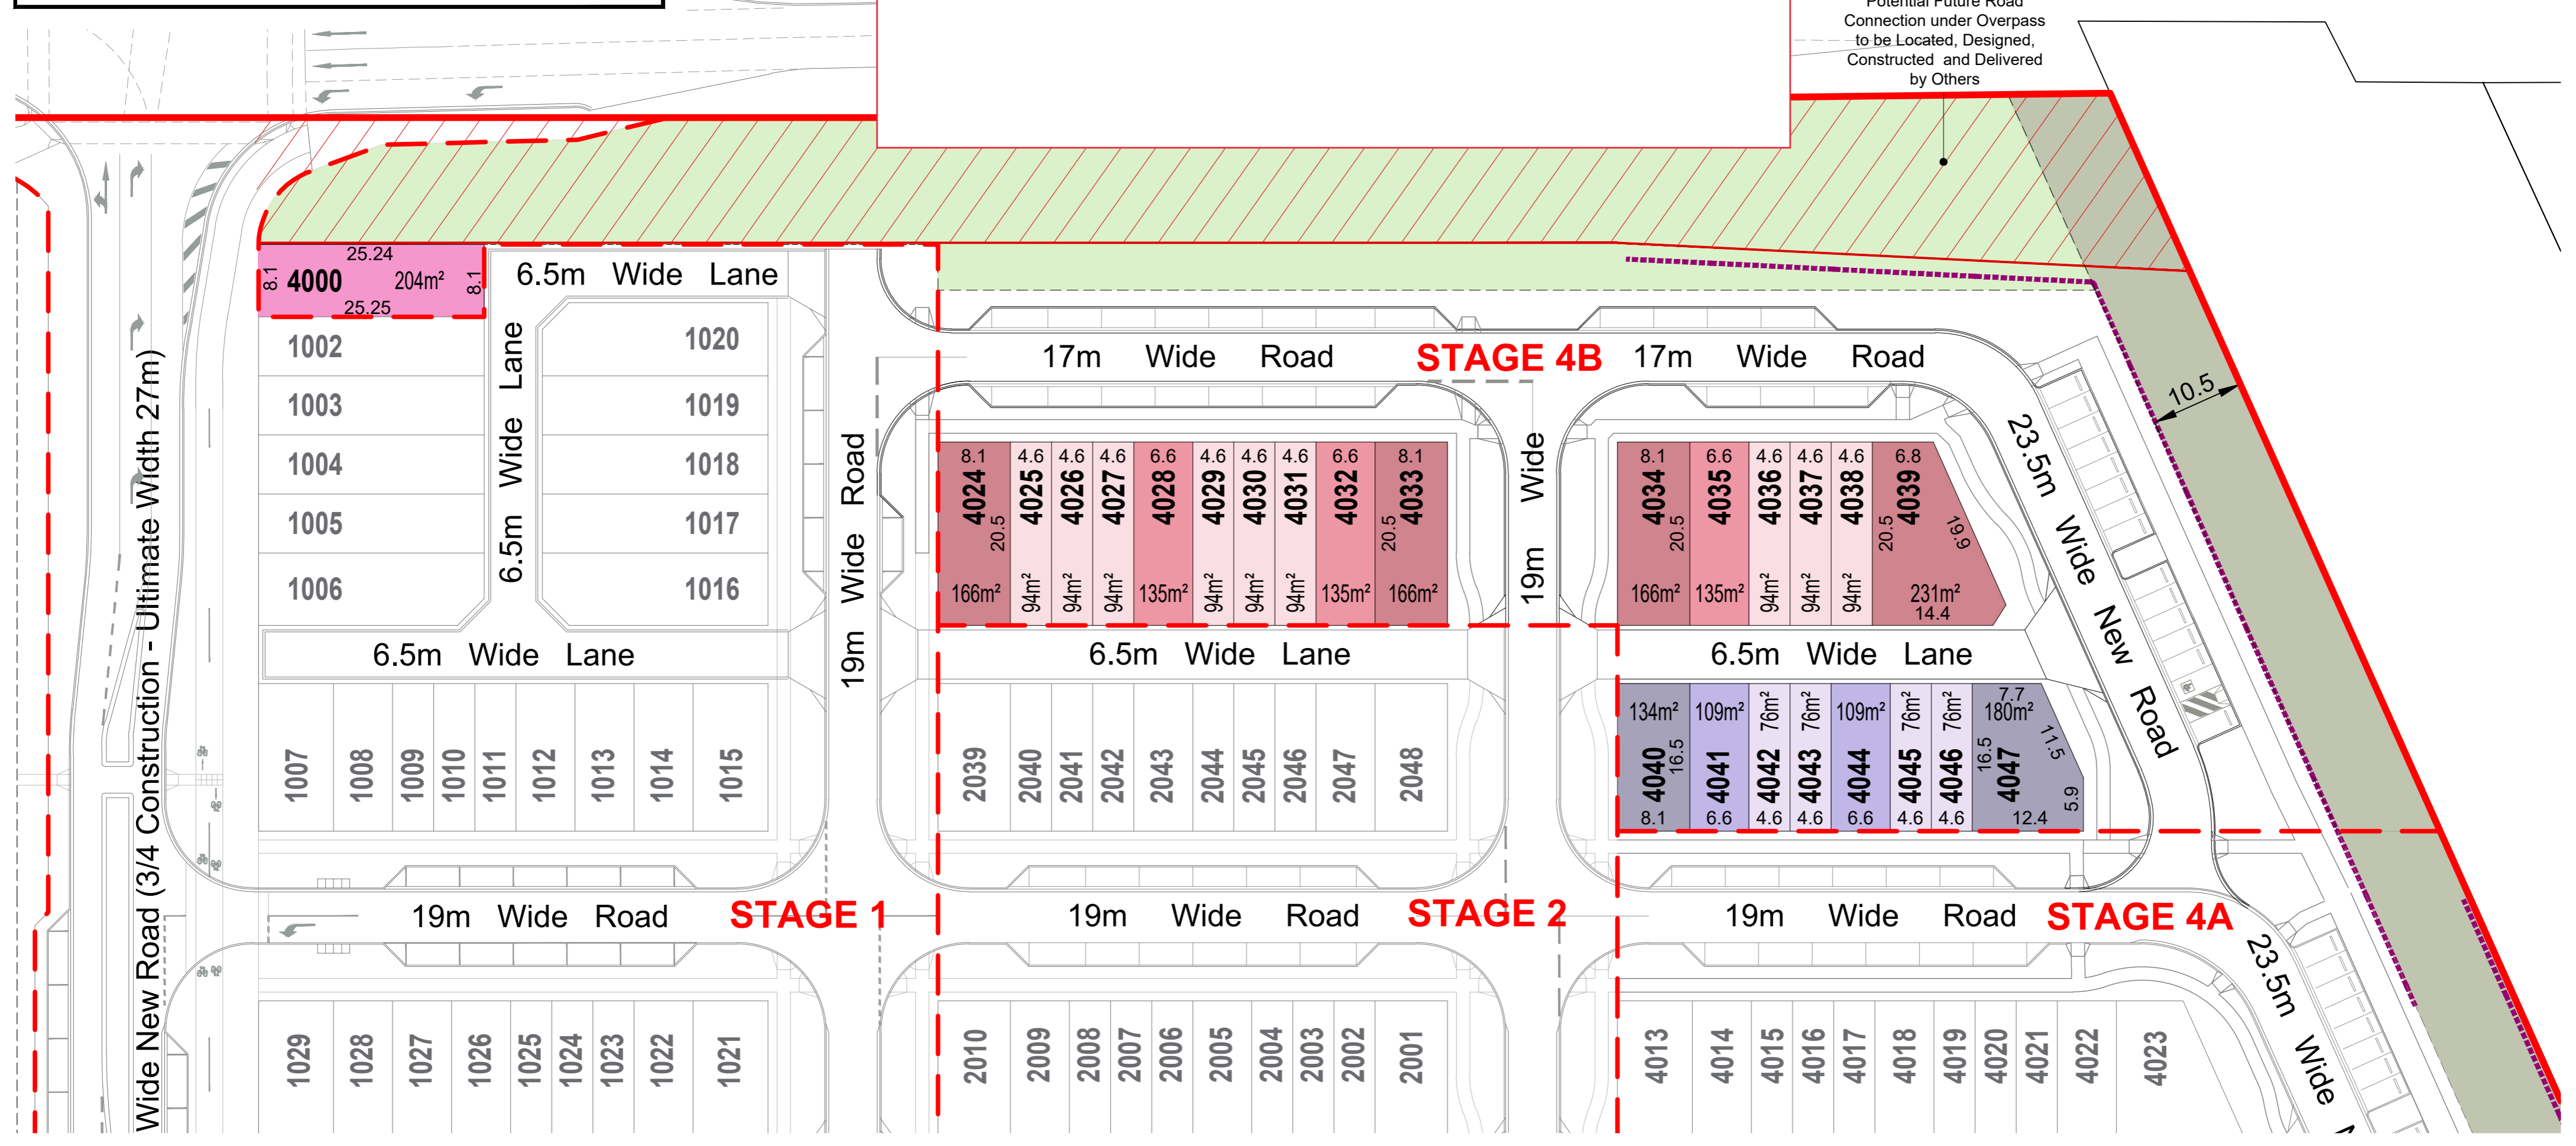 Potential Future Road
Connection under Overpass
to be Located, Designed,
Constructed and Delivered
by Others
25.24
8.1
4000
204m²
8.1
25.25
6.5m Wide Lane
1002
1003
1004
1005
1006
6.5m Wide Lane
1020
1019
1018
1017
1016
6.5m Wide Lane
19m Wide Road
Wide New Road (3/4 Construction - Ultimate Width 27m)
17m Wide Road
STAGE 4B
17m Wide Road
10.5
8.1
4.6
4.6
4.6
6.6
4.6
4.6
4.6
6.6
8.1
4024
4025
4026
4027
4028
4029
4030
4031
4032
4033
20.5
20.5
166m²
94m²
94m²
94m²
135m²
94m²
94m²
94m²
135m²
166m²
19m Wide
8.1
6.6
4.6
4.6
4.6
6.8
4034
4035
4036
4037
4038
4039
20.5
20.5
19.9
166m²
135m²
94m²
94m²
94m²
231m²
14.4
23.5m Wide New Road
6.5m Wide Lane
6.5m Wide Lane
1007
1008
1009
1010
1011
1012
1013
1014
1015
2039
2040
2041
2042
2043
2044
2045
2046
2047
2048
7.7
134m²
109m²
76m²
76m²
109m²
76m²
76m²
180m²
4040
4041
4042
4043
4044
4045
4046
4047
16.5
16.5
11.5
5.9
8.1
6.6
4.6
4.6
6.6
4.6
4.6
12.4
19m Wide Road
STAGE 1
19m Wide Road
STAGE 2
19m Wide Road
STAGE 4A
23.5m Wide
1029
1028
1027
1026
1025
1024
1023
1022
1021
2010
2009
2008
2007
2006
2005
2004
2003
2002
2001
4013
4014
4015
4016
4017
4018
4019
4020
4021
4022
4023